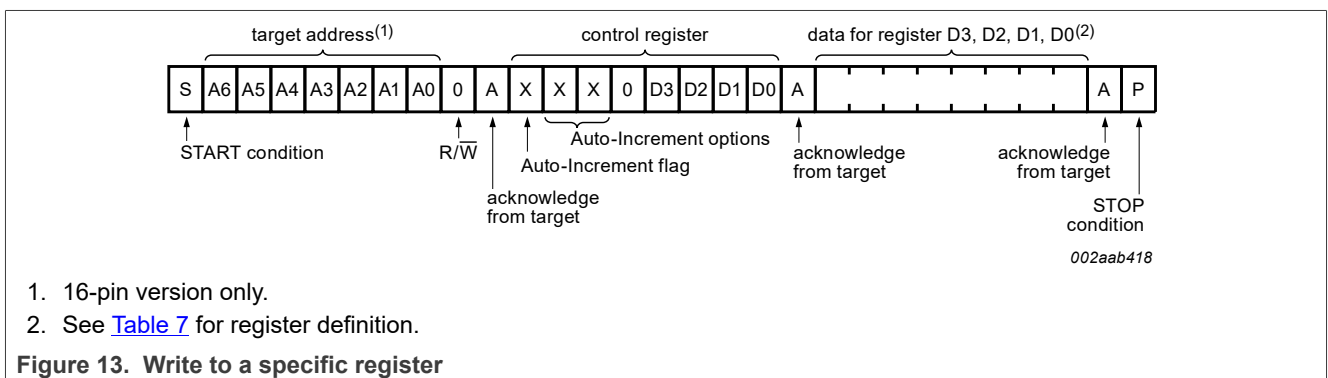 target address(1) control register data for register D3, D2, D1, D0(2)
S A6 A5 A4 A3 A2 A1 A0 0 A X X X 0 D3 D2 D1 D0 A A P
START condition R/W̅ Auto-Increment options acknowledge from target acknowledge from target
Auto-Increment flag
acknowledge from target
STOP condition
002aab418
1. 16-pin version only.
2. See Table 7 for register definition.
Figure 13. Write to a specific register